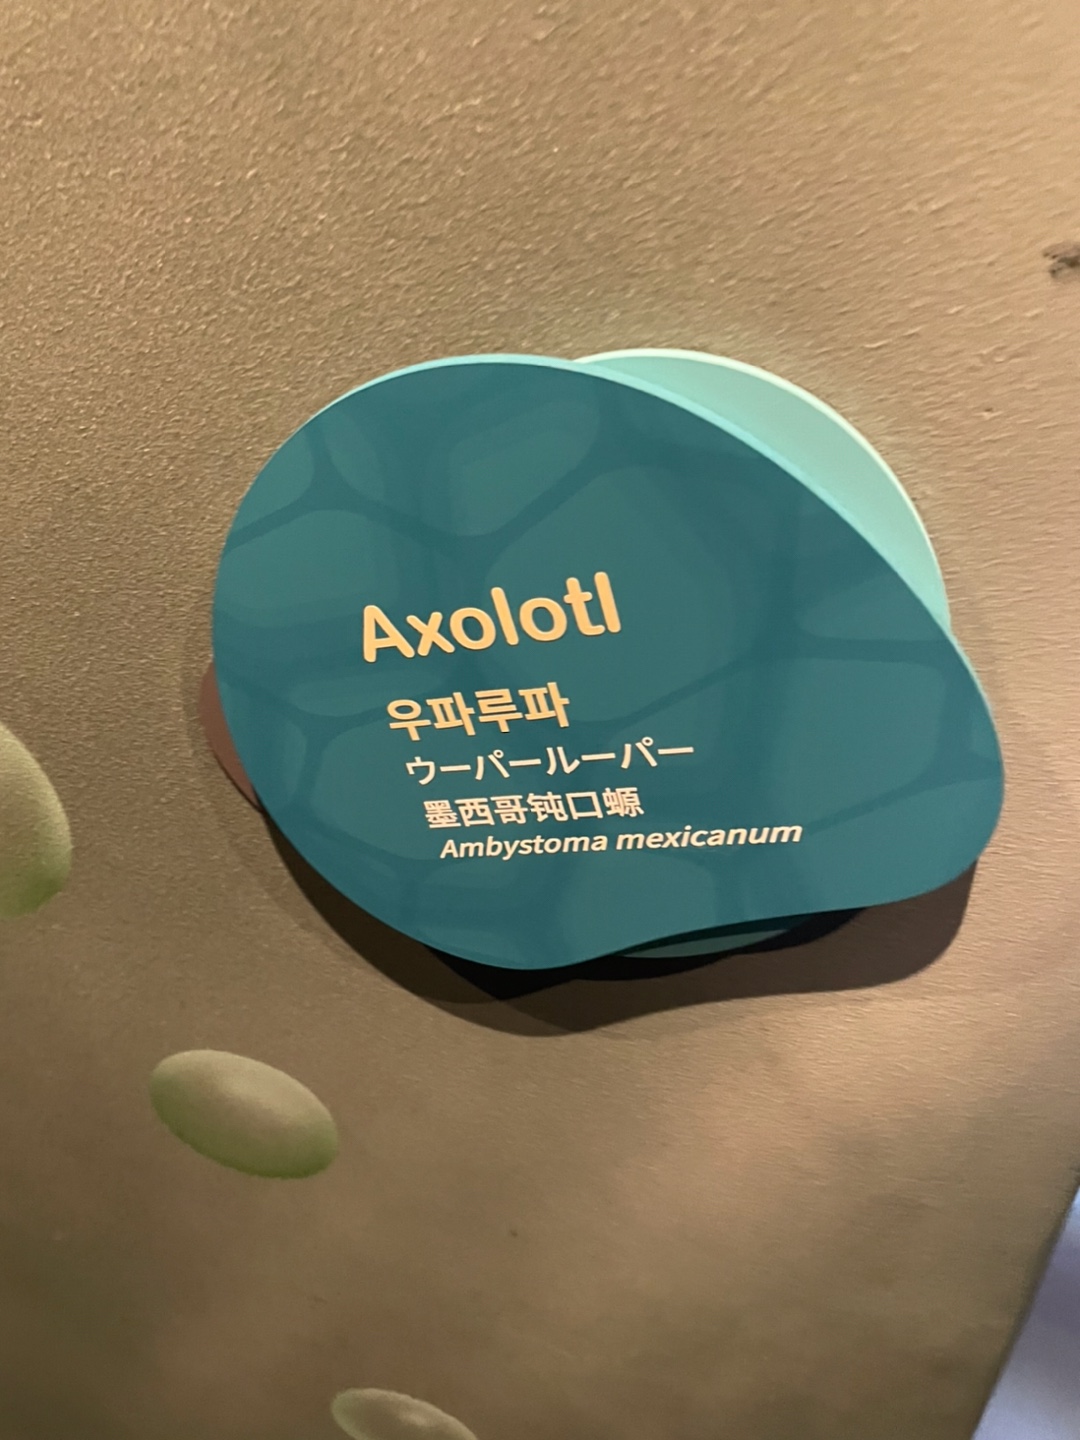 Axolotl
우파루파
ウーパールーパー
墨西哥钝口螈
Ambystoma mexicanum